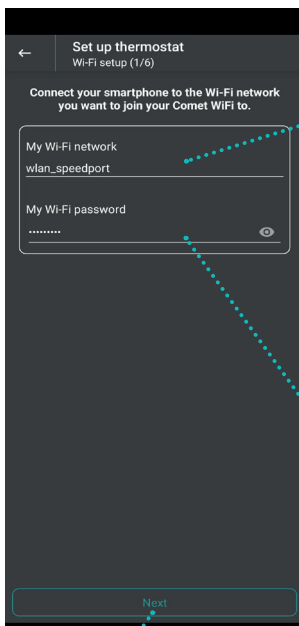 Set up thermostat
Wi-Fi setup (1/6)
Connect your smartphone to the Wi-Fi network
you want to join your Comet WiFi to.
My Wi-Fi network
wlan_speedport
My Wi-Fi password
.........
Next